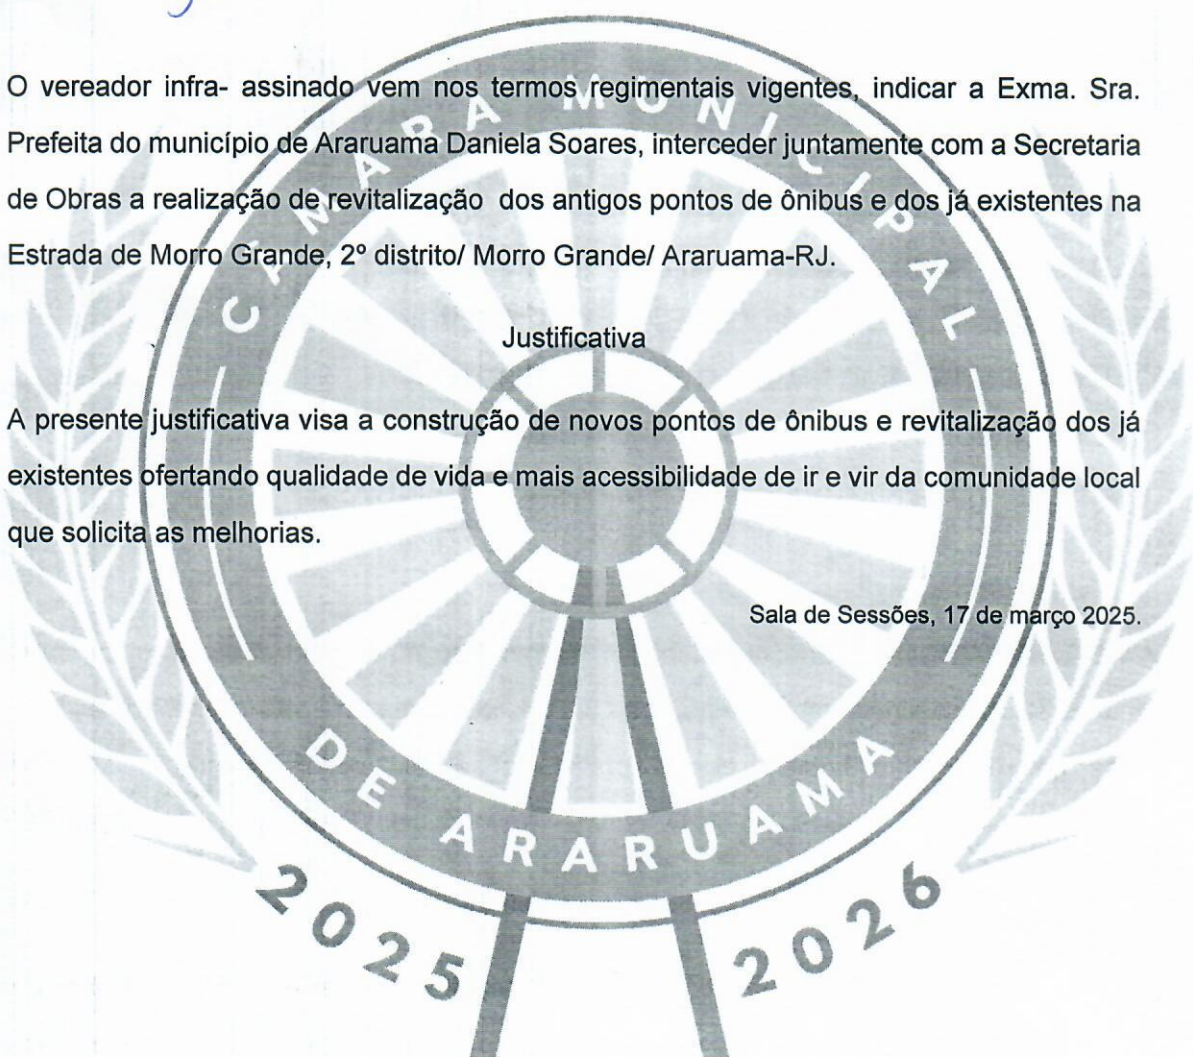 O vereador infra- assinado vem nos termos regimentais vigentes, indicar a Exma. Sra.
Prefeita do município de Araruama Daniela Soares, interceder juntamente com a Secretaria
de Obras a realização de revitalização dos antigos pontos de ônibus e dos já existentes na
Estrada de Morro Grande, 2º distrito/ Morro Grande/ Araruama-RJ.
Justificativa
A presente justificativa visa a construção de novos pontos de ônibus e revitalização dos já
existentes ofertando qualidade de vida e mais acessibilidade de ir e vir da comunidade local
que solicita as melhorias.
Sala de Sessões, 17 de março 2025.
CÂMARA MUNICIPAL
DE ARARUAMA
2025 2026